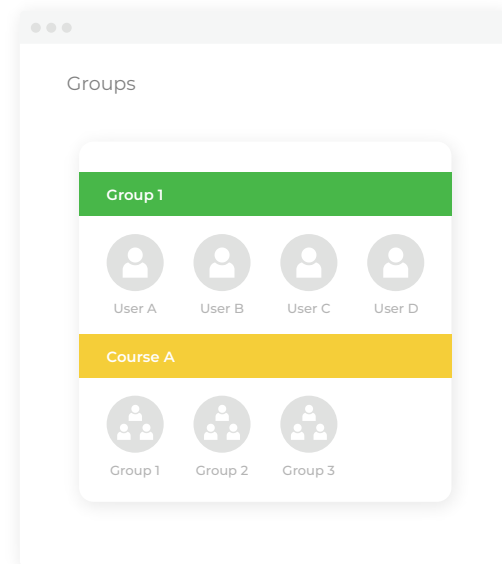 Groups
Group 1
User A User B User C User D
Course A
Group 1 Group 2 Group 3